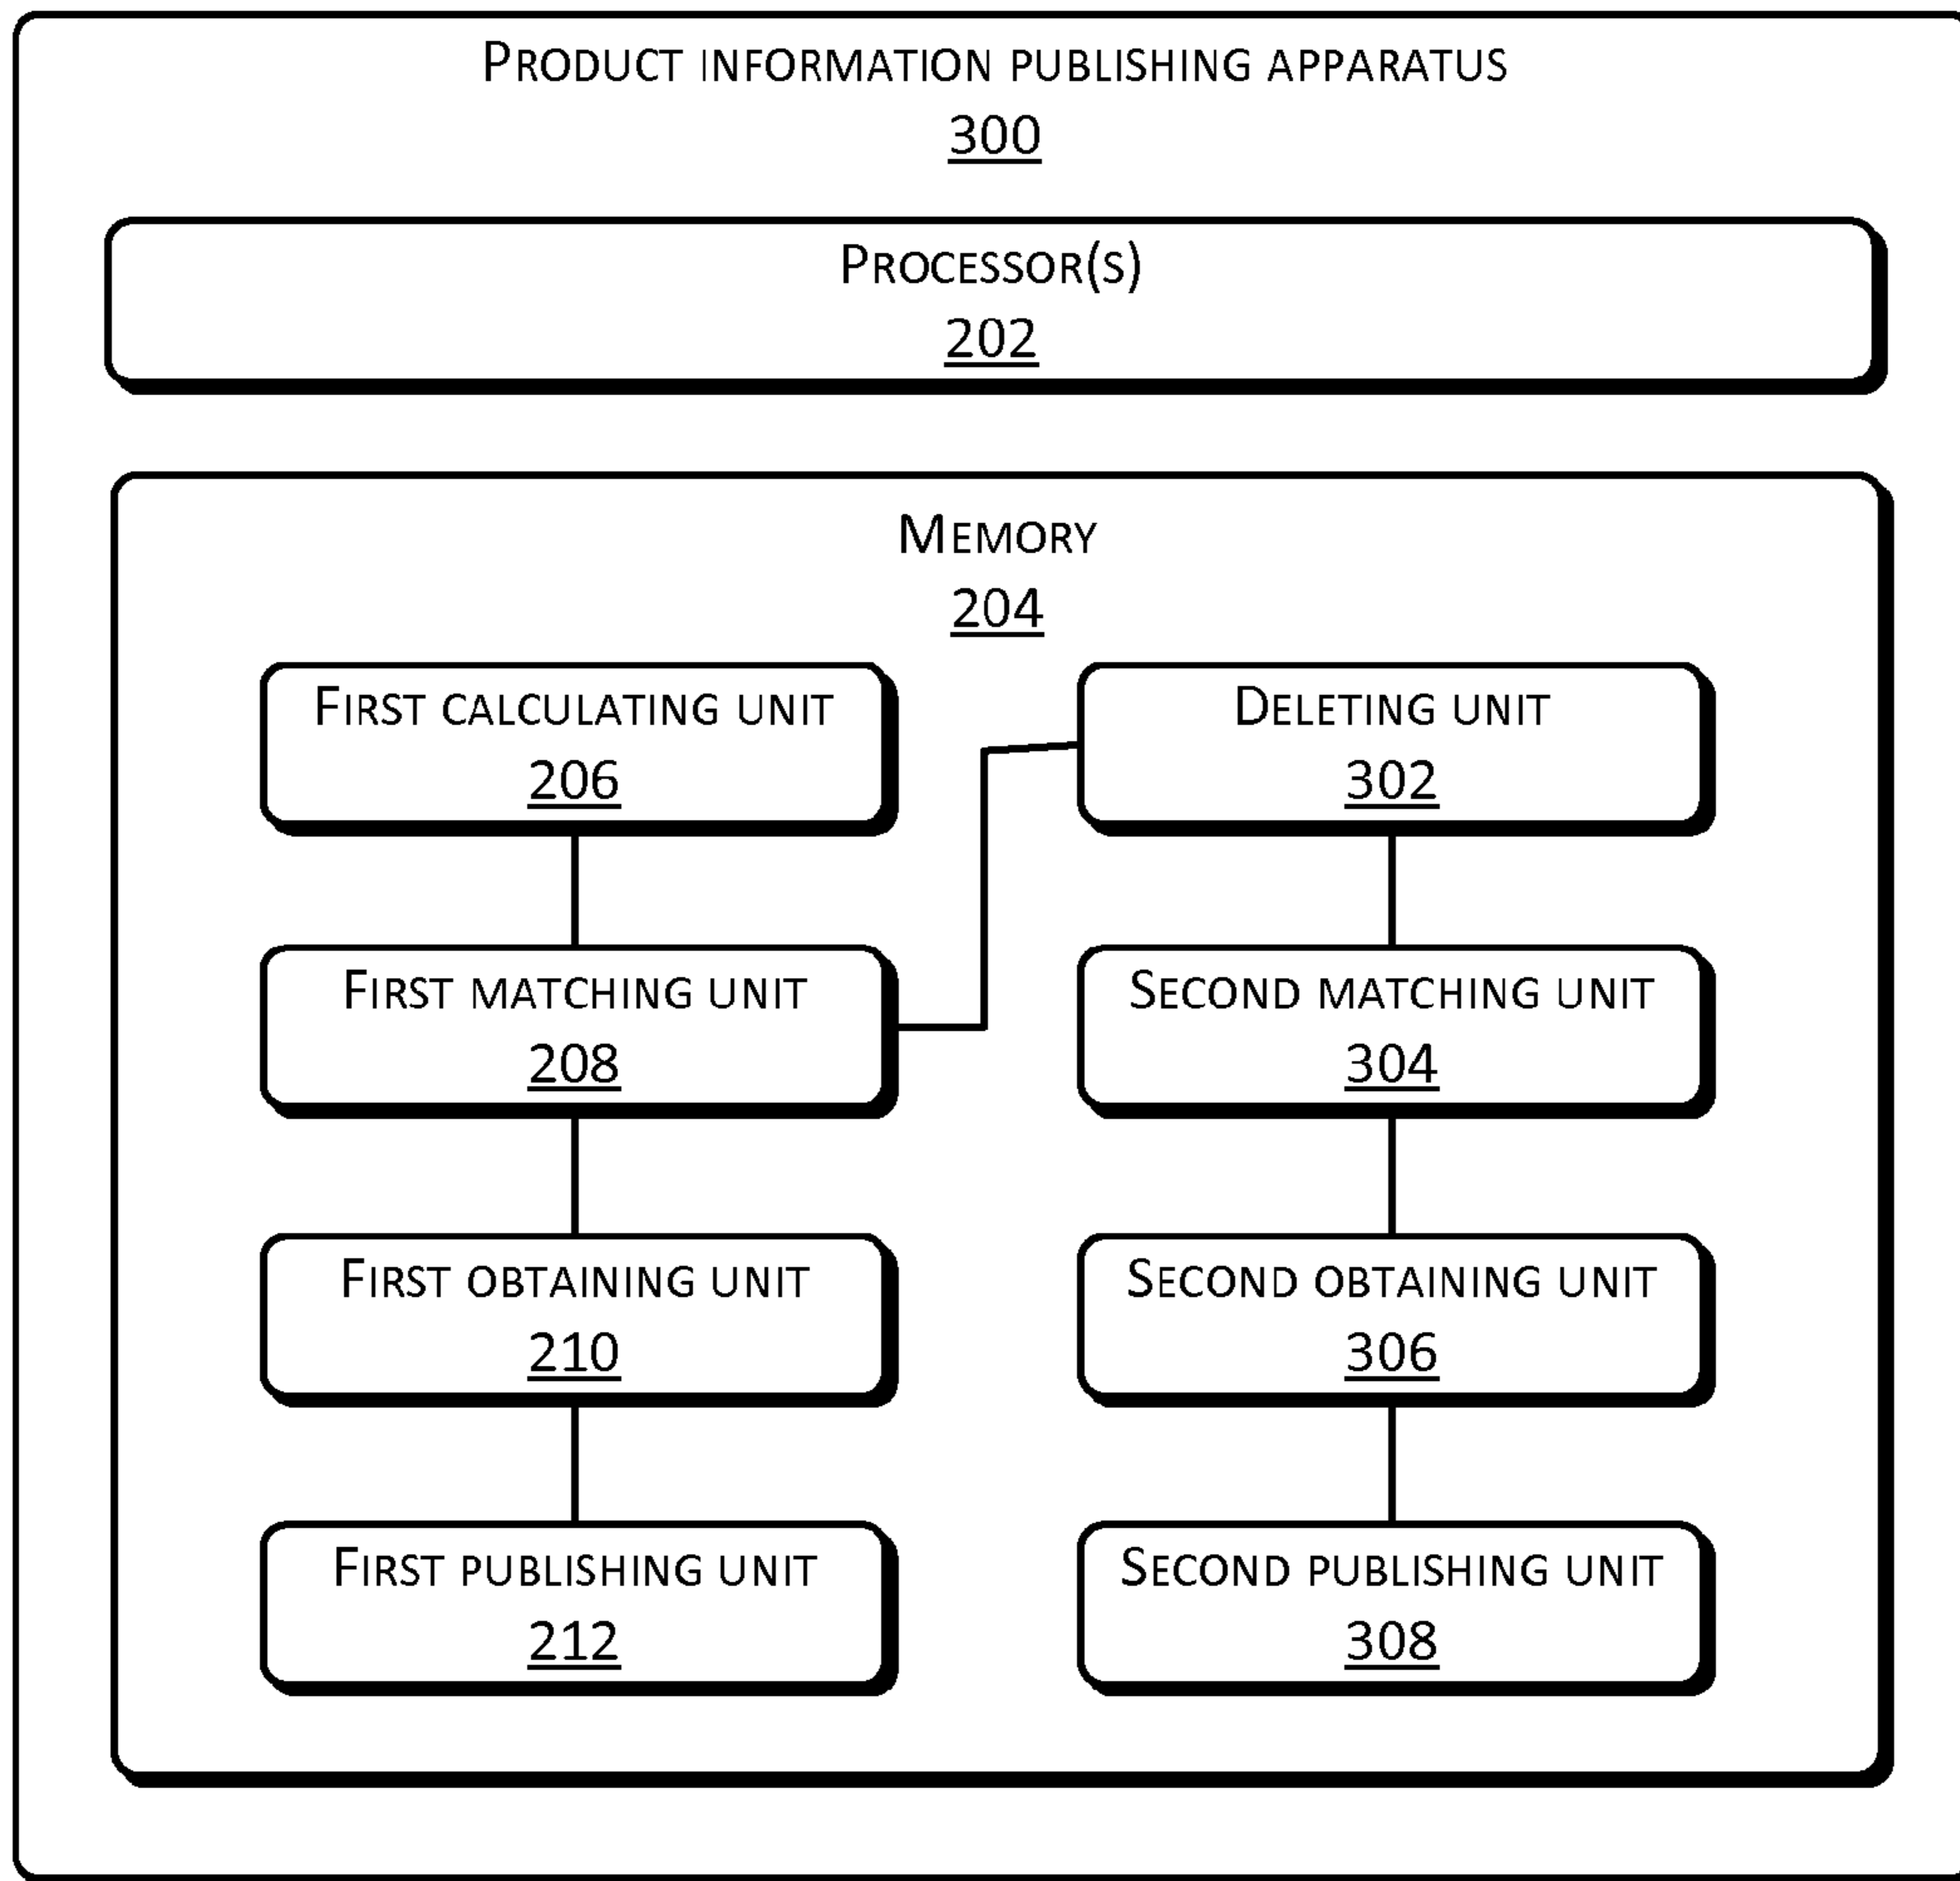 Product information publishing apparatus
300
Processor(s)
202
Memory
204
First calculating unit
206
Deleting unit
302
First matching unit
208
Second matching unit
304
First obtaining unit
210
Second obtaining unit
306
First publishing unit
212
Second publishing unit
308